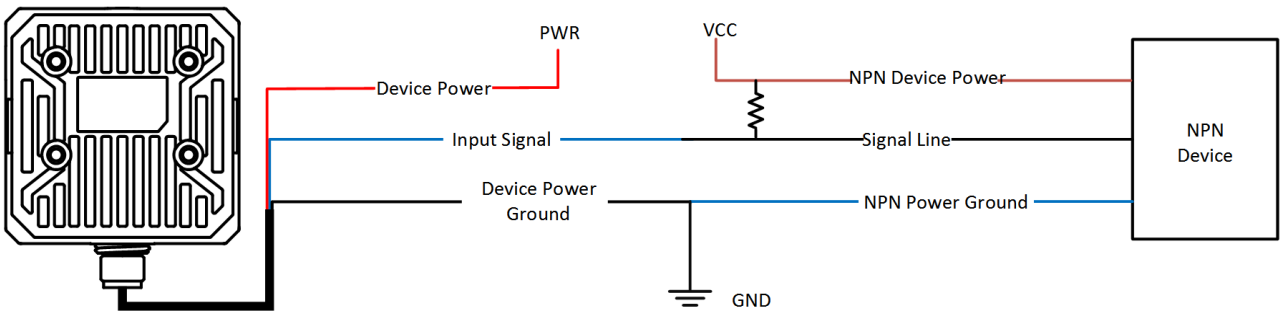 PWR
VCC
Device Power
NPN Device Power
Input Signal
Signal Line
NPN
Device
Device Power
Ground
NPN Power Ground
GND